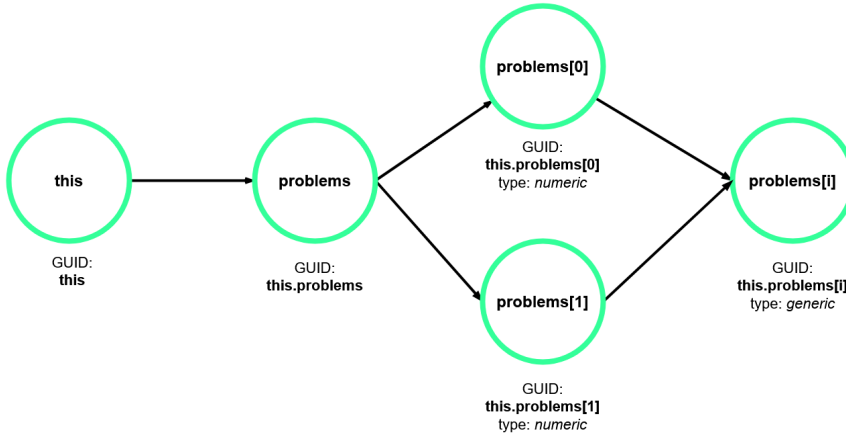 this
GUID:
this
problems
GUID:
this.problems
problems[0]
GUID:
this.problems[0]
type: numeric
problems[1]
GUID:
this.problems[1]
type: numeric
problems[i]
GUID:
this.problems[i]
type: generic